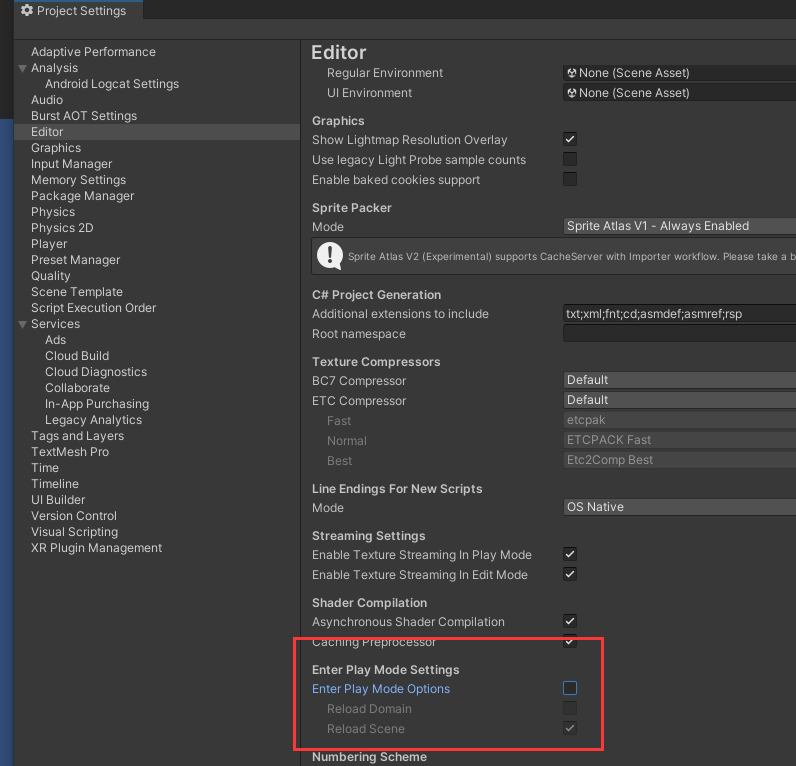 Project Settings
Adaptive Performance
Analysis
Android Logcat Settings
Audio
Burst AOT Settings
Editor
Graphics
Input Manager
Memory Settings
Package Manager
Physics
Physics 2D
Player
Preset Manager
Quality
Scene Template
Script Execution Order
Services
Ads
Cloud Build
Cloud Diagnostics
Collaborate
In-App Purchasing
Legacy Analytics
Tags and Layers
TextMesh Pro
Time
Timeline
UI Builder
Version Control
Visual Scripting
XR Plugin Management
Editor
Regular Environment None (Scene Asset)
UI Environment None (Scene Asset)
Graphics
Show Lightmap Resolution Overlay
Use legacy Light Probe sample counts
Enable baked cookies support
Sprite Packer
Mode Sprite Atlas V1 - Always Enabled
Sprite Atlas V2 (Experimental) supports CacheServer with Importer workflow. Please take a b
C# Project Generation
Additional extensions to include txt;xml;fnt;cd;asmdef;asmref;rsp
Root namespace
Texture Compressors
BC7 Compressor Default
ETC Compressor Default
Fast etcpak
Normal ETCPACK Fast
Best Etc2Comp Best
Line Endings For New Scripts
Mode OS Native
Streaming Settings
Enable Texture Streaming In Play Mode
Enable Texture Streaming In Edit Mode
Shader Compilation
Asynchronous Shader Compilation
Caching Preprocessor
Enter Play Mode Settings
Enter Play Mode Options
Reload Domain
Reload Scene
Numbering Scheme